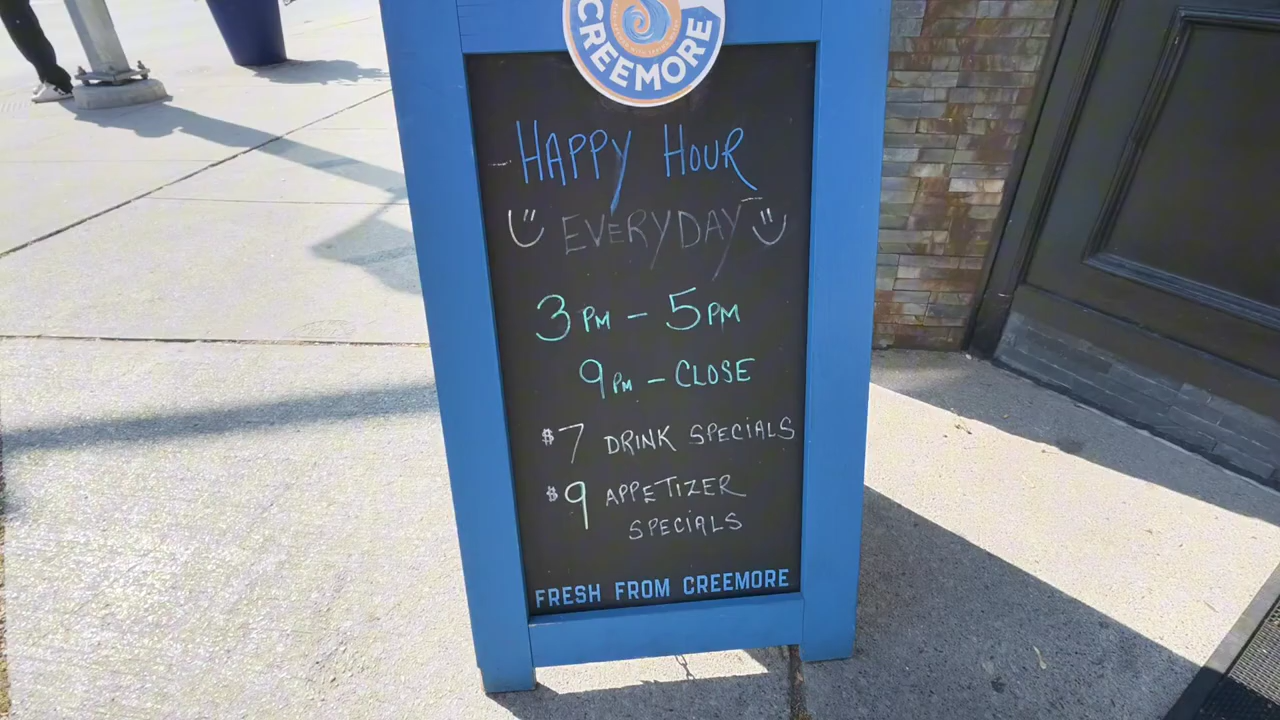 CREEMORE
HAPPY HOUR
EVERYDAY
3PM - 5PM
9PM - CLOSE
$7 DRINK SPECIALS
$9 APPETIZER
SPECIALS
FRESH FROM CREEMORE